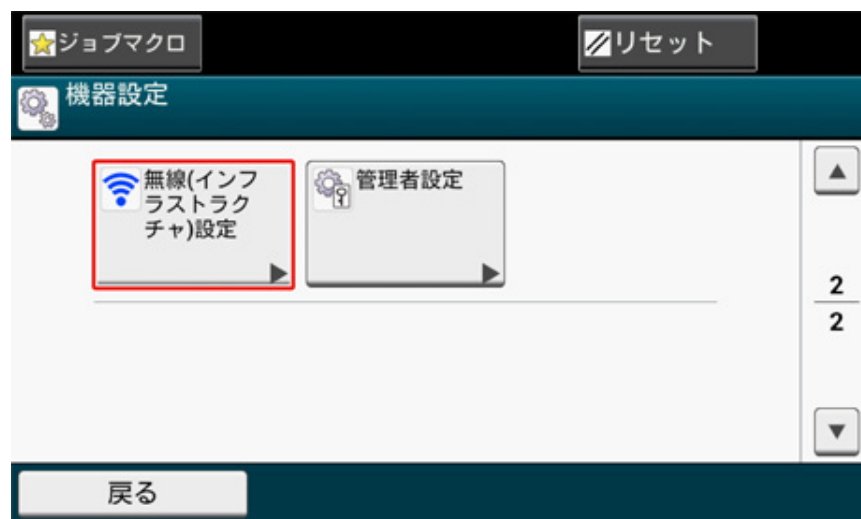 ジョブマクロ
リセット
機器設定
無線(インフ
ラストラク
チャ)設定
管理者設定
2
2
戻る